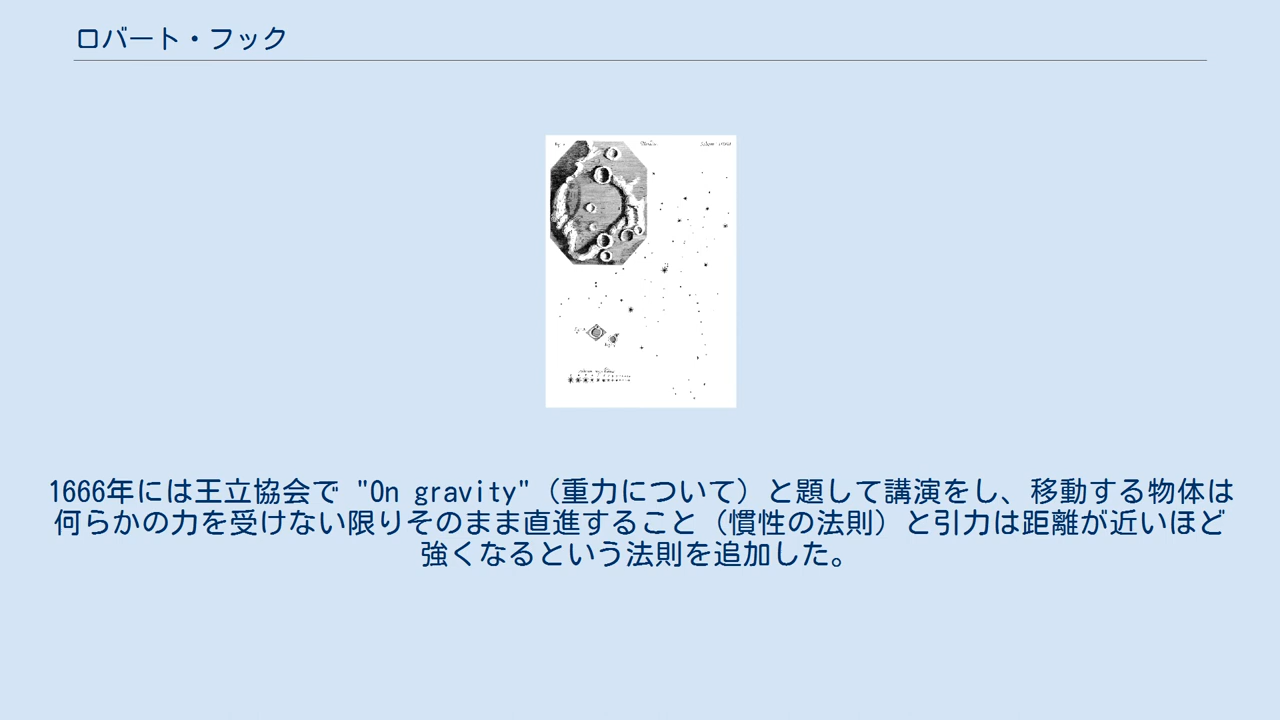 ロバート・フック
1666年には王立協会で "On gravity"（重力について）と題して講演をし、移動する物体は
何らかの力を受けない限りそのまま直進すること（慣性の法則）と引力は距離が近いほど
強くなるという法則を追加した。